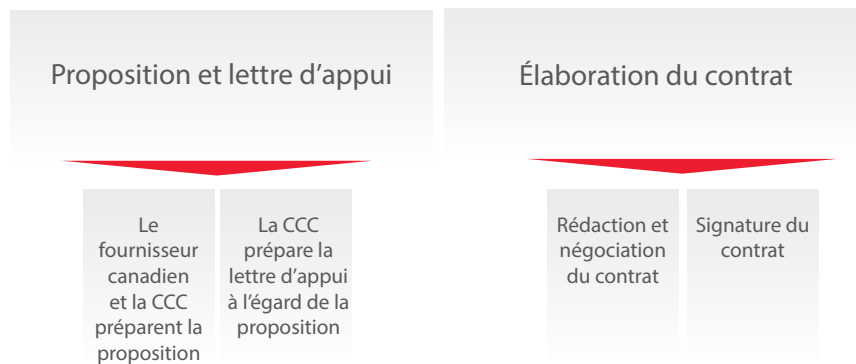 Proposition et lettre d’appui
Le
fournisseur
canadien
et la CCC
préparent la
proposition
La CCC
prépare la
lettre d’appui
à l’égard de la
proposition
Élaboration du contrat
Rédaction et
négociation
du contrat
Signature du
contrat